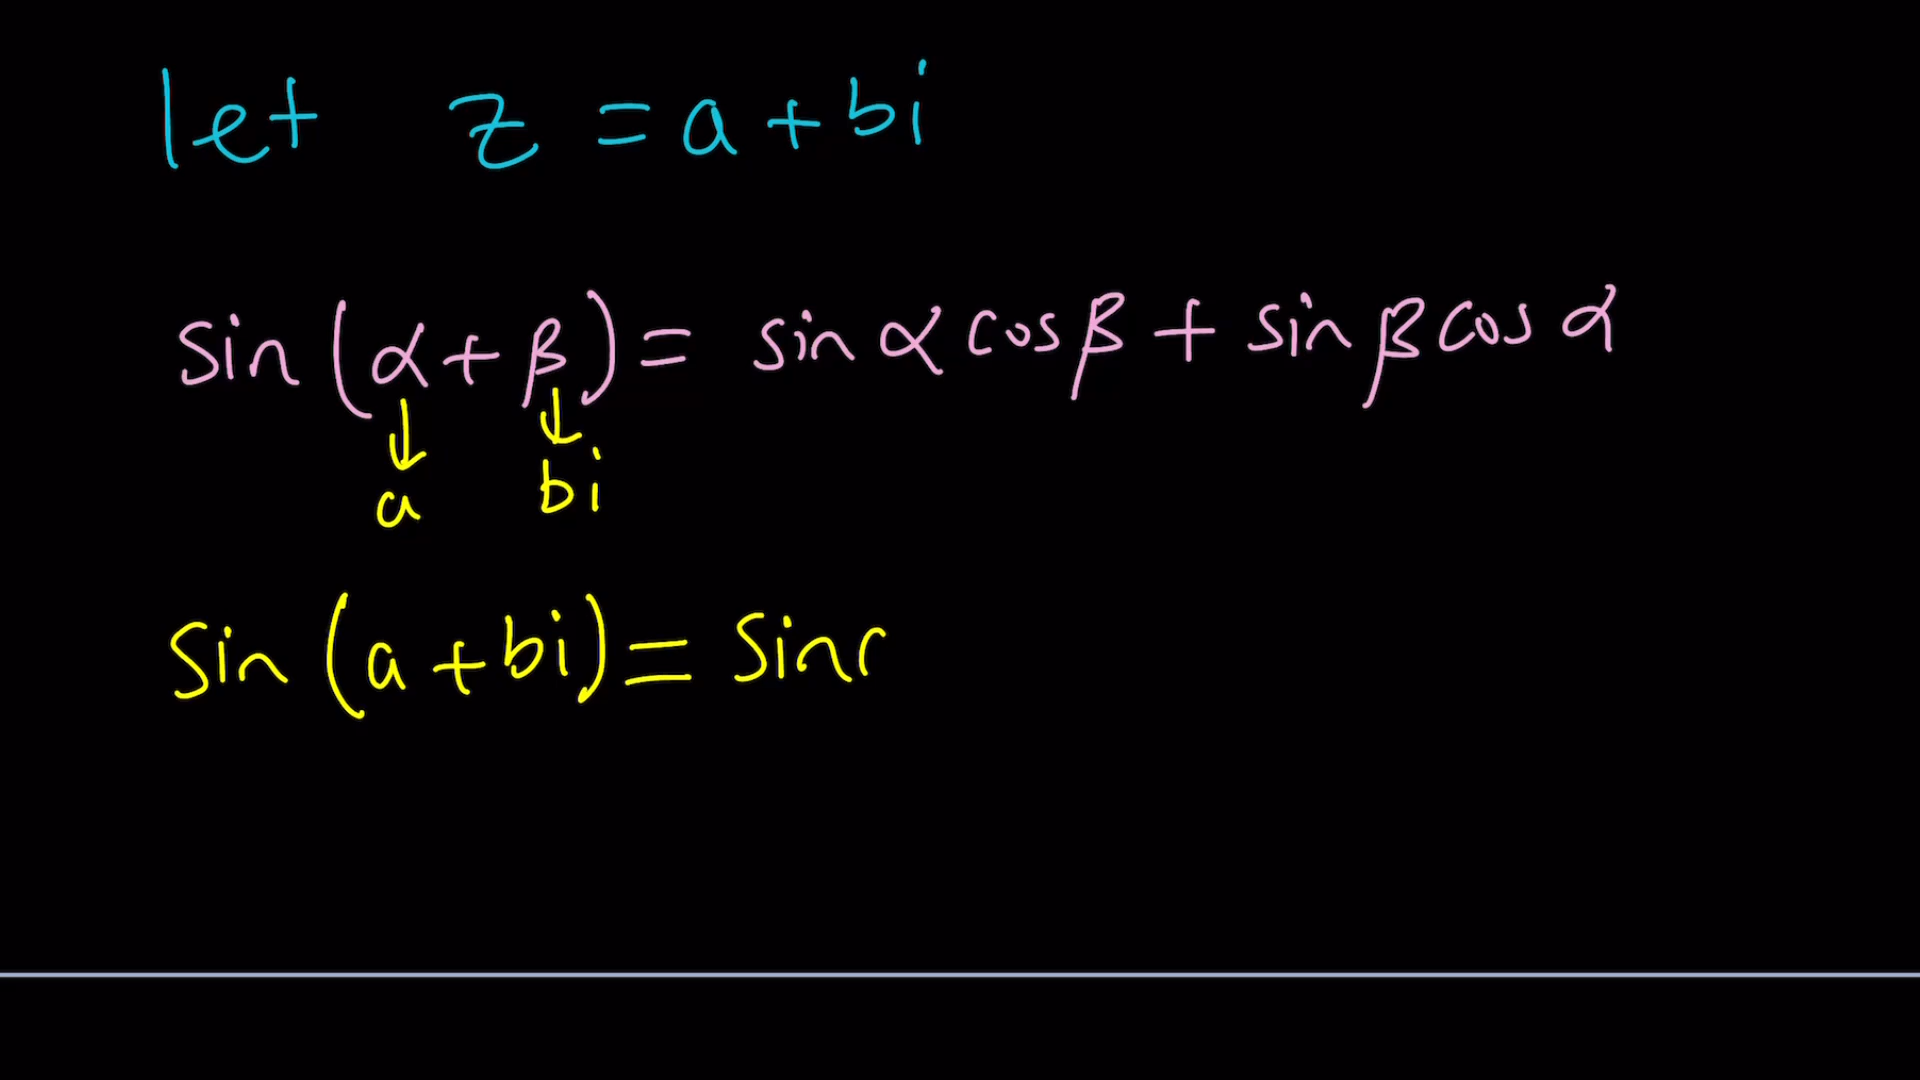 let z = a + bi
sin (α + β) = sin α cos β + sin β cos α
↓ ↓
a bi
sin (a + bi) = sin